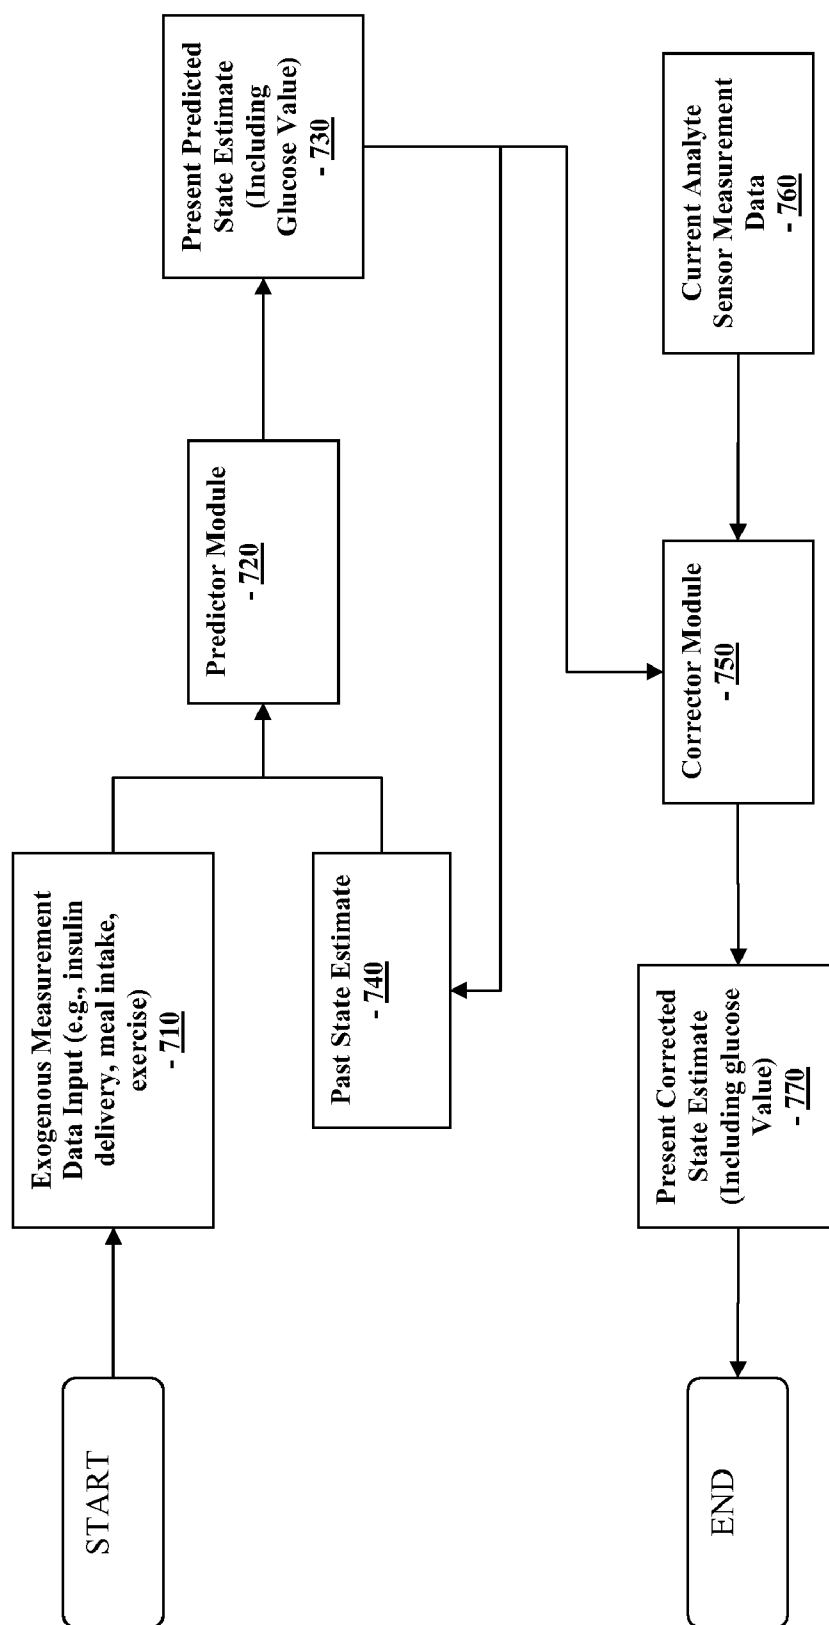 START
Exogenous Measurement
Data Input (e.g., insulin
delivery, meal intake,
exercise)
- 710
Past State Estimate
- 740
Predictor Module
- 720
Present Predicted
State Estimate
(Including
Glucose Value)
- 730
Current Analyte
Sensor Measurement
Data
- 760
Corrector Module
- 750
Present Corrected
State Estimate
(Including glucose
Value)
- 770
END